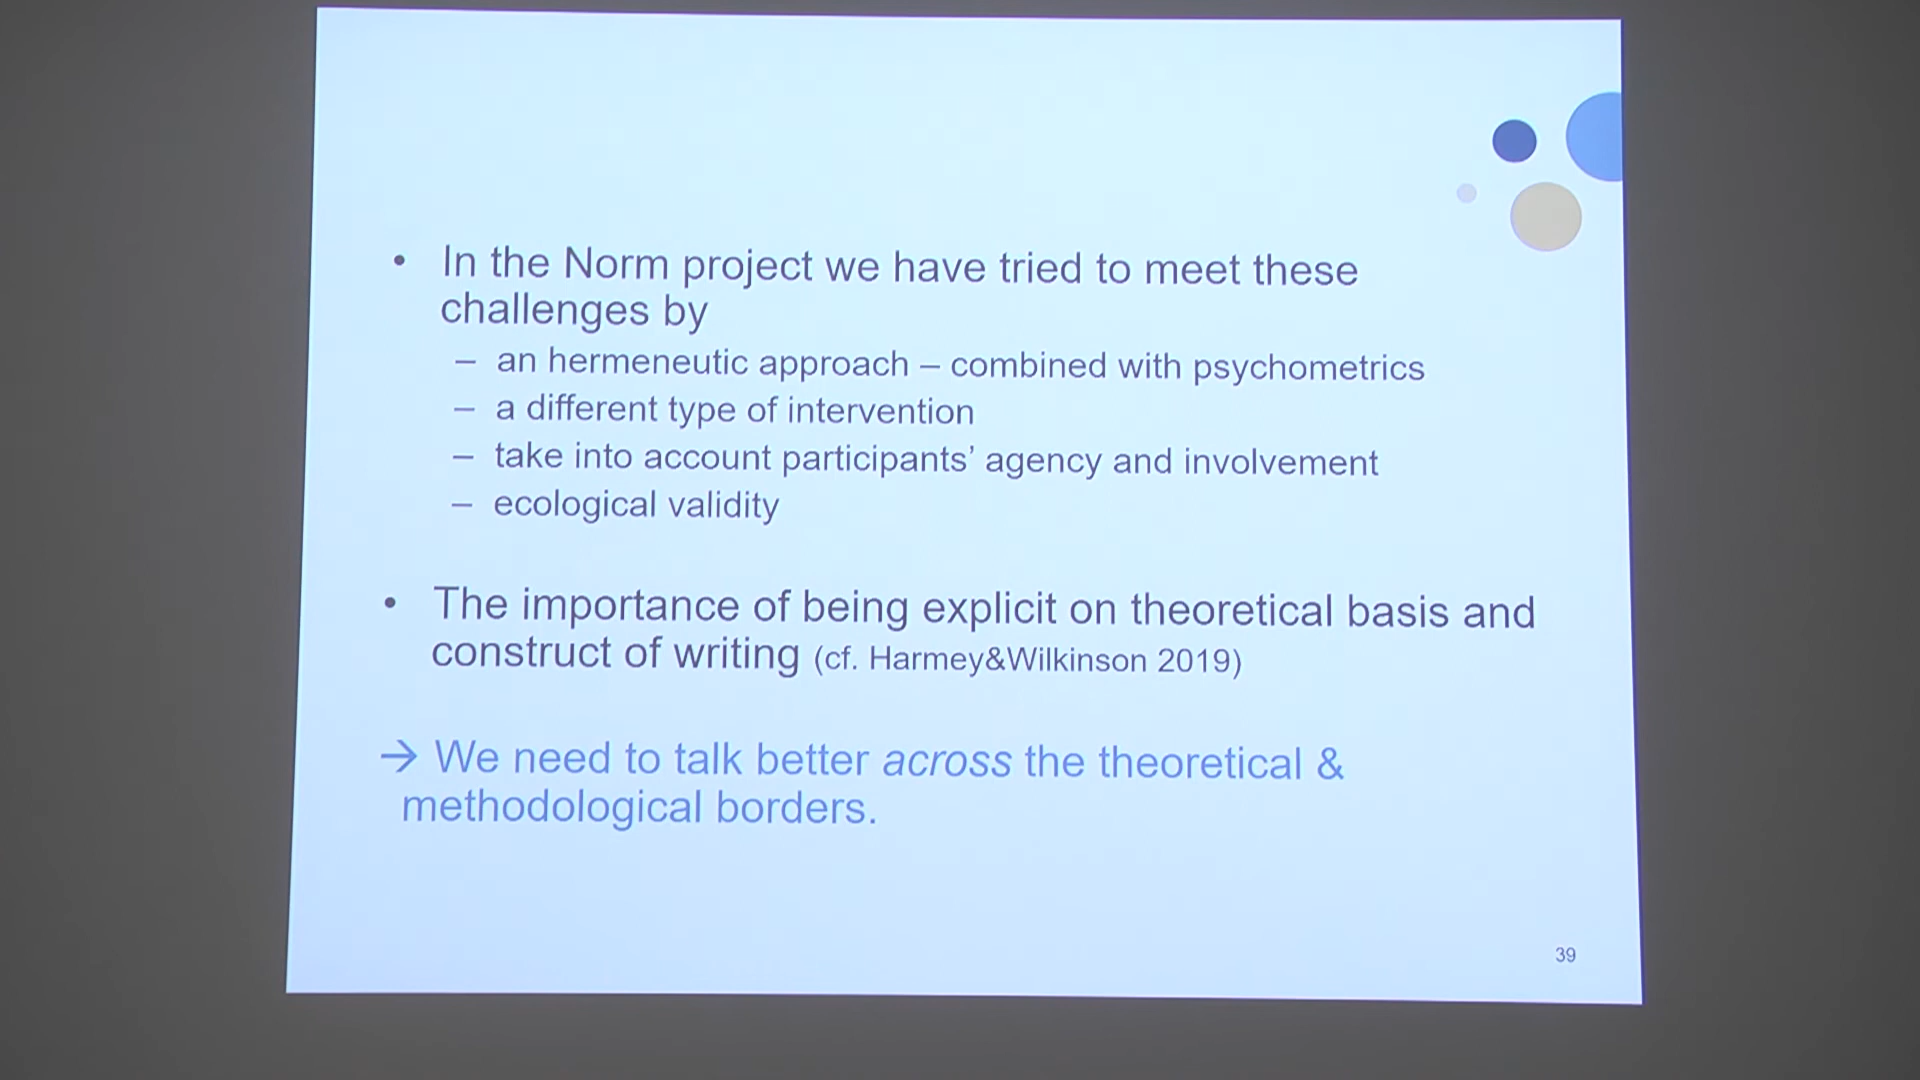 • In the Norm project we have tried to meet these
challenges by
– an hermeneutic approach – combined with psychometrics
– a different type of intervention
– take into account participants’ agency and involvement
– ecological validity
• The importance of being explicit on theoretical basis and
construct of writing (cf. Harmey&Wilkinson 2019)
→ We need to talk better across the theoretical &
methodological borders.
39